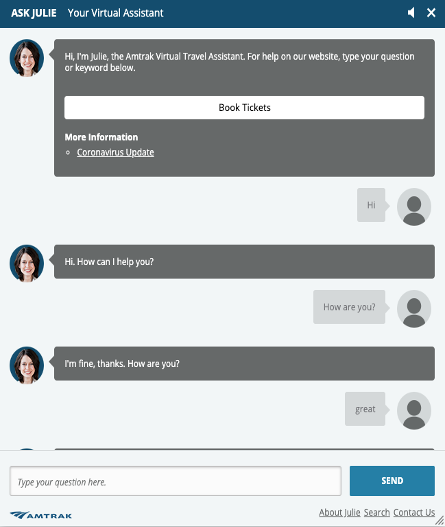 ASK JULIE Your Virtual Assistant
Hi, I'm Julie, the Amtrak Virtual Travel Assistant. For help on our website, type your question
or keyword below.
Book Tickets
More Information
Coronavirus Update
Hi
Hi. How can I help you?
How are you?
I'm fine, thanks. How are you?
great
Type your question here.
SEND
AMTRAK
About Julie Search Contact Us